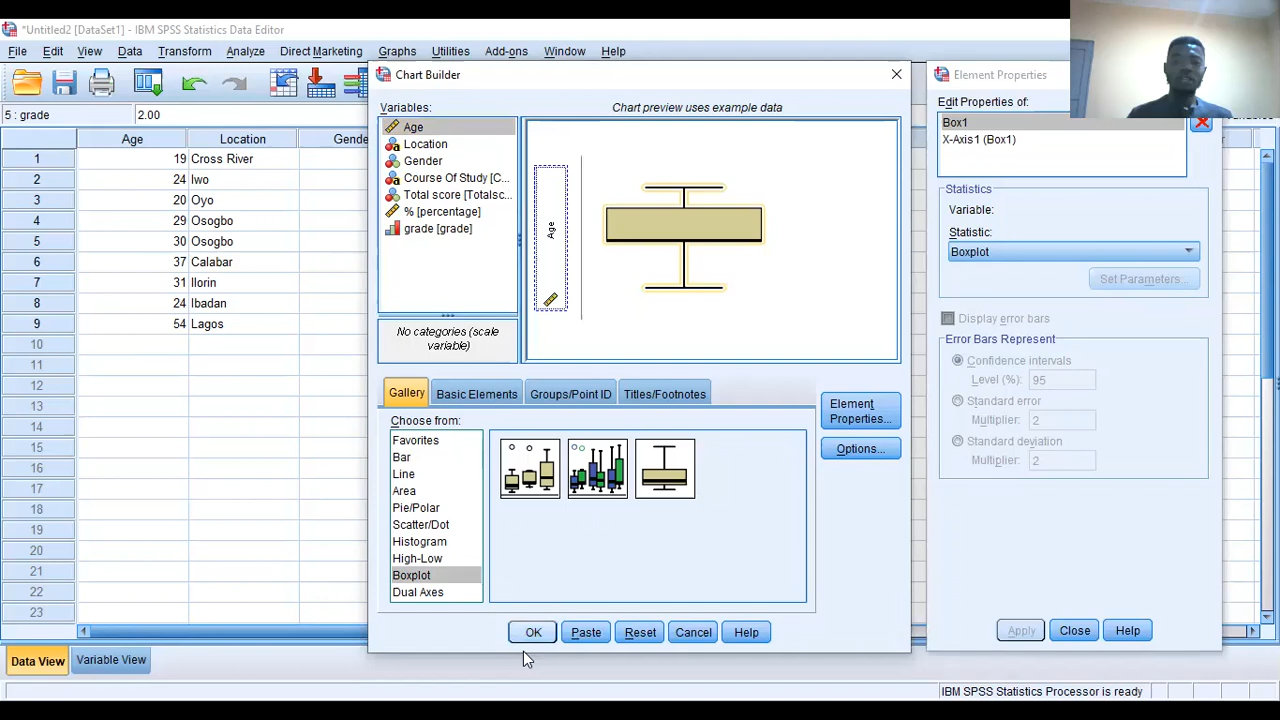 *Untitled2 [DataSet1] - IBM SPSS Statistics Data Editor
File Edit View Data Transform Analyze Direct Marketing Graphs Utilities Add-ons Window Help
5 : grade 2.00
Age Location Gende
1 19 Cross River
2 24 Iwo
3 20 Oyo
4 29 Osogbo
5 30 Osogbo
6 37 Calabar
7 31 Ilorin
8 24 Ibadan
9 54 Lagos
10
11
12
13
14
15
16
17
18
19
20
21
22
23
Data View Variable View
IBM SPSS Statistics Processor is ready
Chart Builder
Variables:
Chart preview uses example data
Age
Location
Gender
Course Of Study [C...
Total score [Totalsc...
% [percentage]
grade [grade]
No categories (scale
variable)
Age
Gallery Basic Elements Groups/Point ID Titles/Footnotes
Choose from:
Favorites
Bar
Line
Area
Pie/Polar
Scatter/Dot
Histogram
High-Low
Boxplot
Dual Axes
Element
Properties...
Options...
OK Paste Reset Cancel Help
Element Properties
Edit Properties of:
Box1
X-Axis1 (Box1)
Statistics
Variable:
Statistic:
Boxplot
Set Parameters...
Display error bars
Error Bars Represent
Confidence intervals
Level (%): 95
Standard error
Multiplier: 2
Standard deviation
Multiplier: 2
Apply Close Help